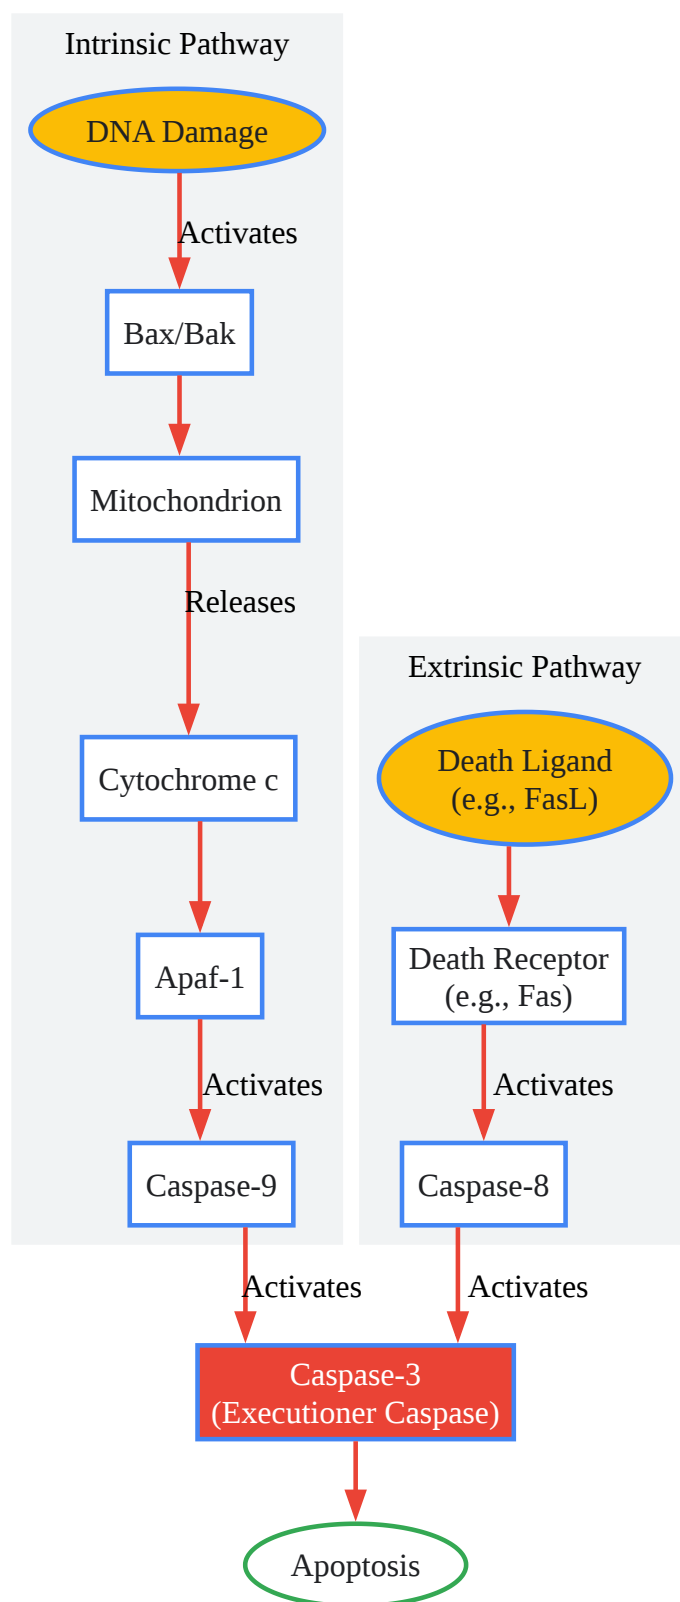 Intrinsic Pathway
DNA Damage
Activates
Bax/Bak
Mitochondrion
Releases
Cytochrome c
Apaf-1
Activates
Caspase-9
Activates
Extrinsic Pathway
Death Ligand
(e.g., FasL)
Death Receptor
(e.g., Fas)
Activates
Caspase-8
Activates
Caspase-3
(Executioner Caspase)
Apoptosis